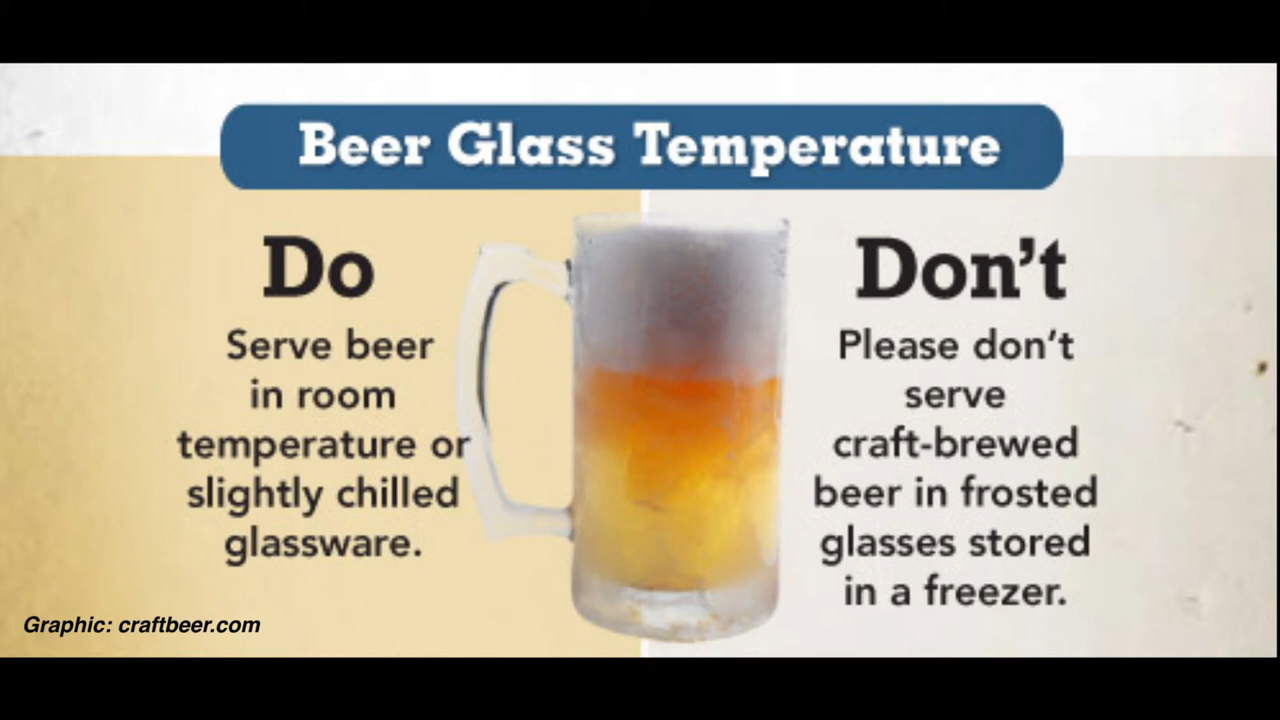 Beer Glass Temperature
Do
Serve beer
in room
temperature or
slightly chilled
glassware.
Don't
Please don't
serve
craft-brewed
beer in frosted
glasses stored
in a freezer.
Graphic: craftbeer.com